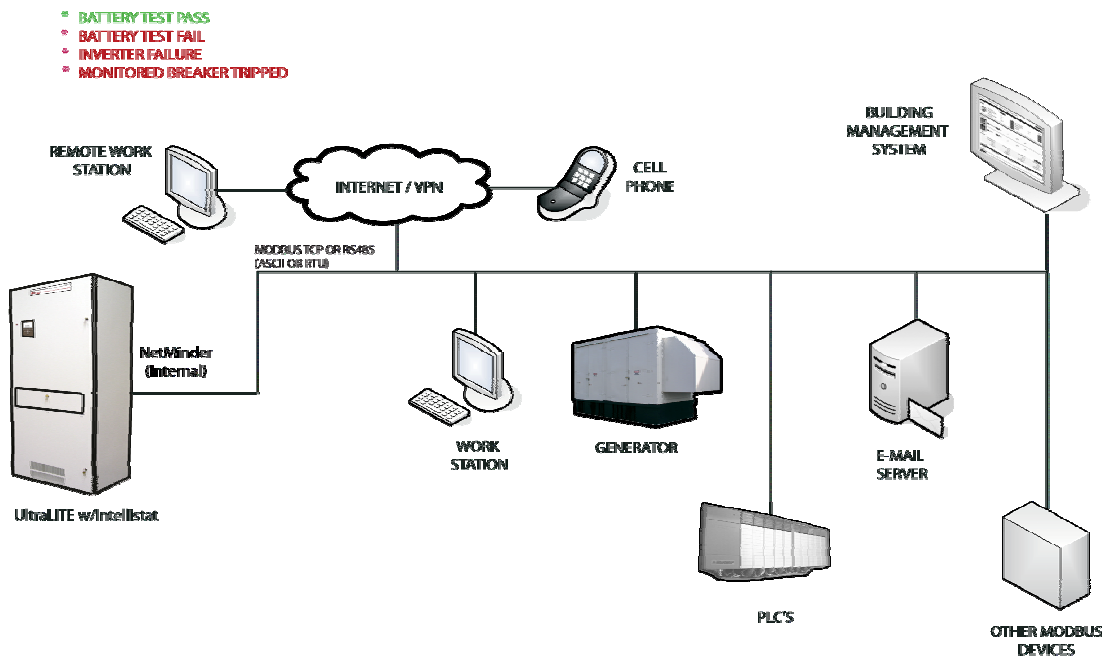 * BATTERY TEST PASS
* BATTERY TEST FAIL
* INVERTER FAILURE
* MONITORED BREAKER TRIPPED
BUILDING
MANAGEMENT
SYSTEM
REMOTE WORK
STATION
INTERNET / VPN
CELL
PHONE
MODBUS TCP OR RS485
(ASCII OR RTU)
NetMinder
(Internal)
UltraLITE w/Intellistat
WORK
STATION
GENERATOR
E-MAIL
SERVER
PLC'S
OTHER MODBUS
DEVICES